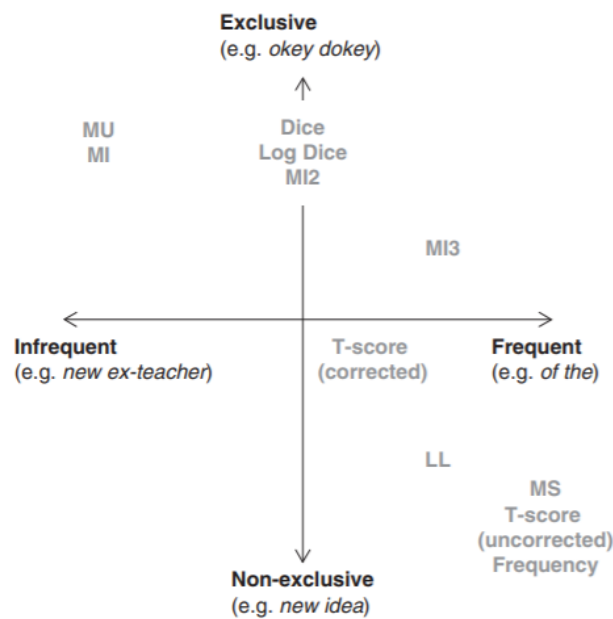 Exclusive
(e.g. okey dokey)
MU
MI
Dice
Log Dice
MI2
MI3
Infrequent
(e.g. new ex-teacher)
T-score
(corrected)
Frequent
(e.g. of the)
LL
MS
T-score
(uncorrected)
Frequency
Non-exclusive
(e.g. new idea)